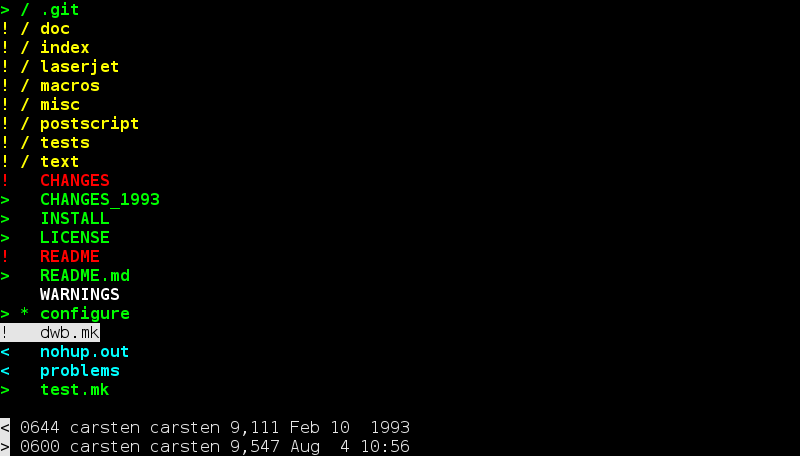 > / .git
! / doc
! / index
! / laserjet
! / macros
! / misc
! / postscript
! / tests
! / text
!   CHANGES
>   CHANGES_1993
>   INSTALL
>   LICENSE
!   README
>   README.md
    WARNINGS
> * configure
!   dwb.mk
<   nohup.out
<   problems
>   test.mk
< 0644 carsten carsten 9,111 Feb 10  1993
> 0600 carsten carsten 9,547 Aug  4 10:56